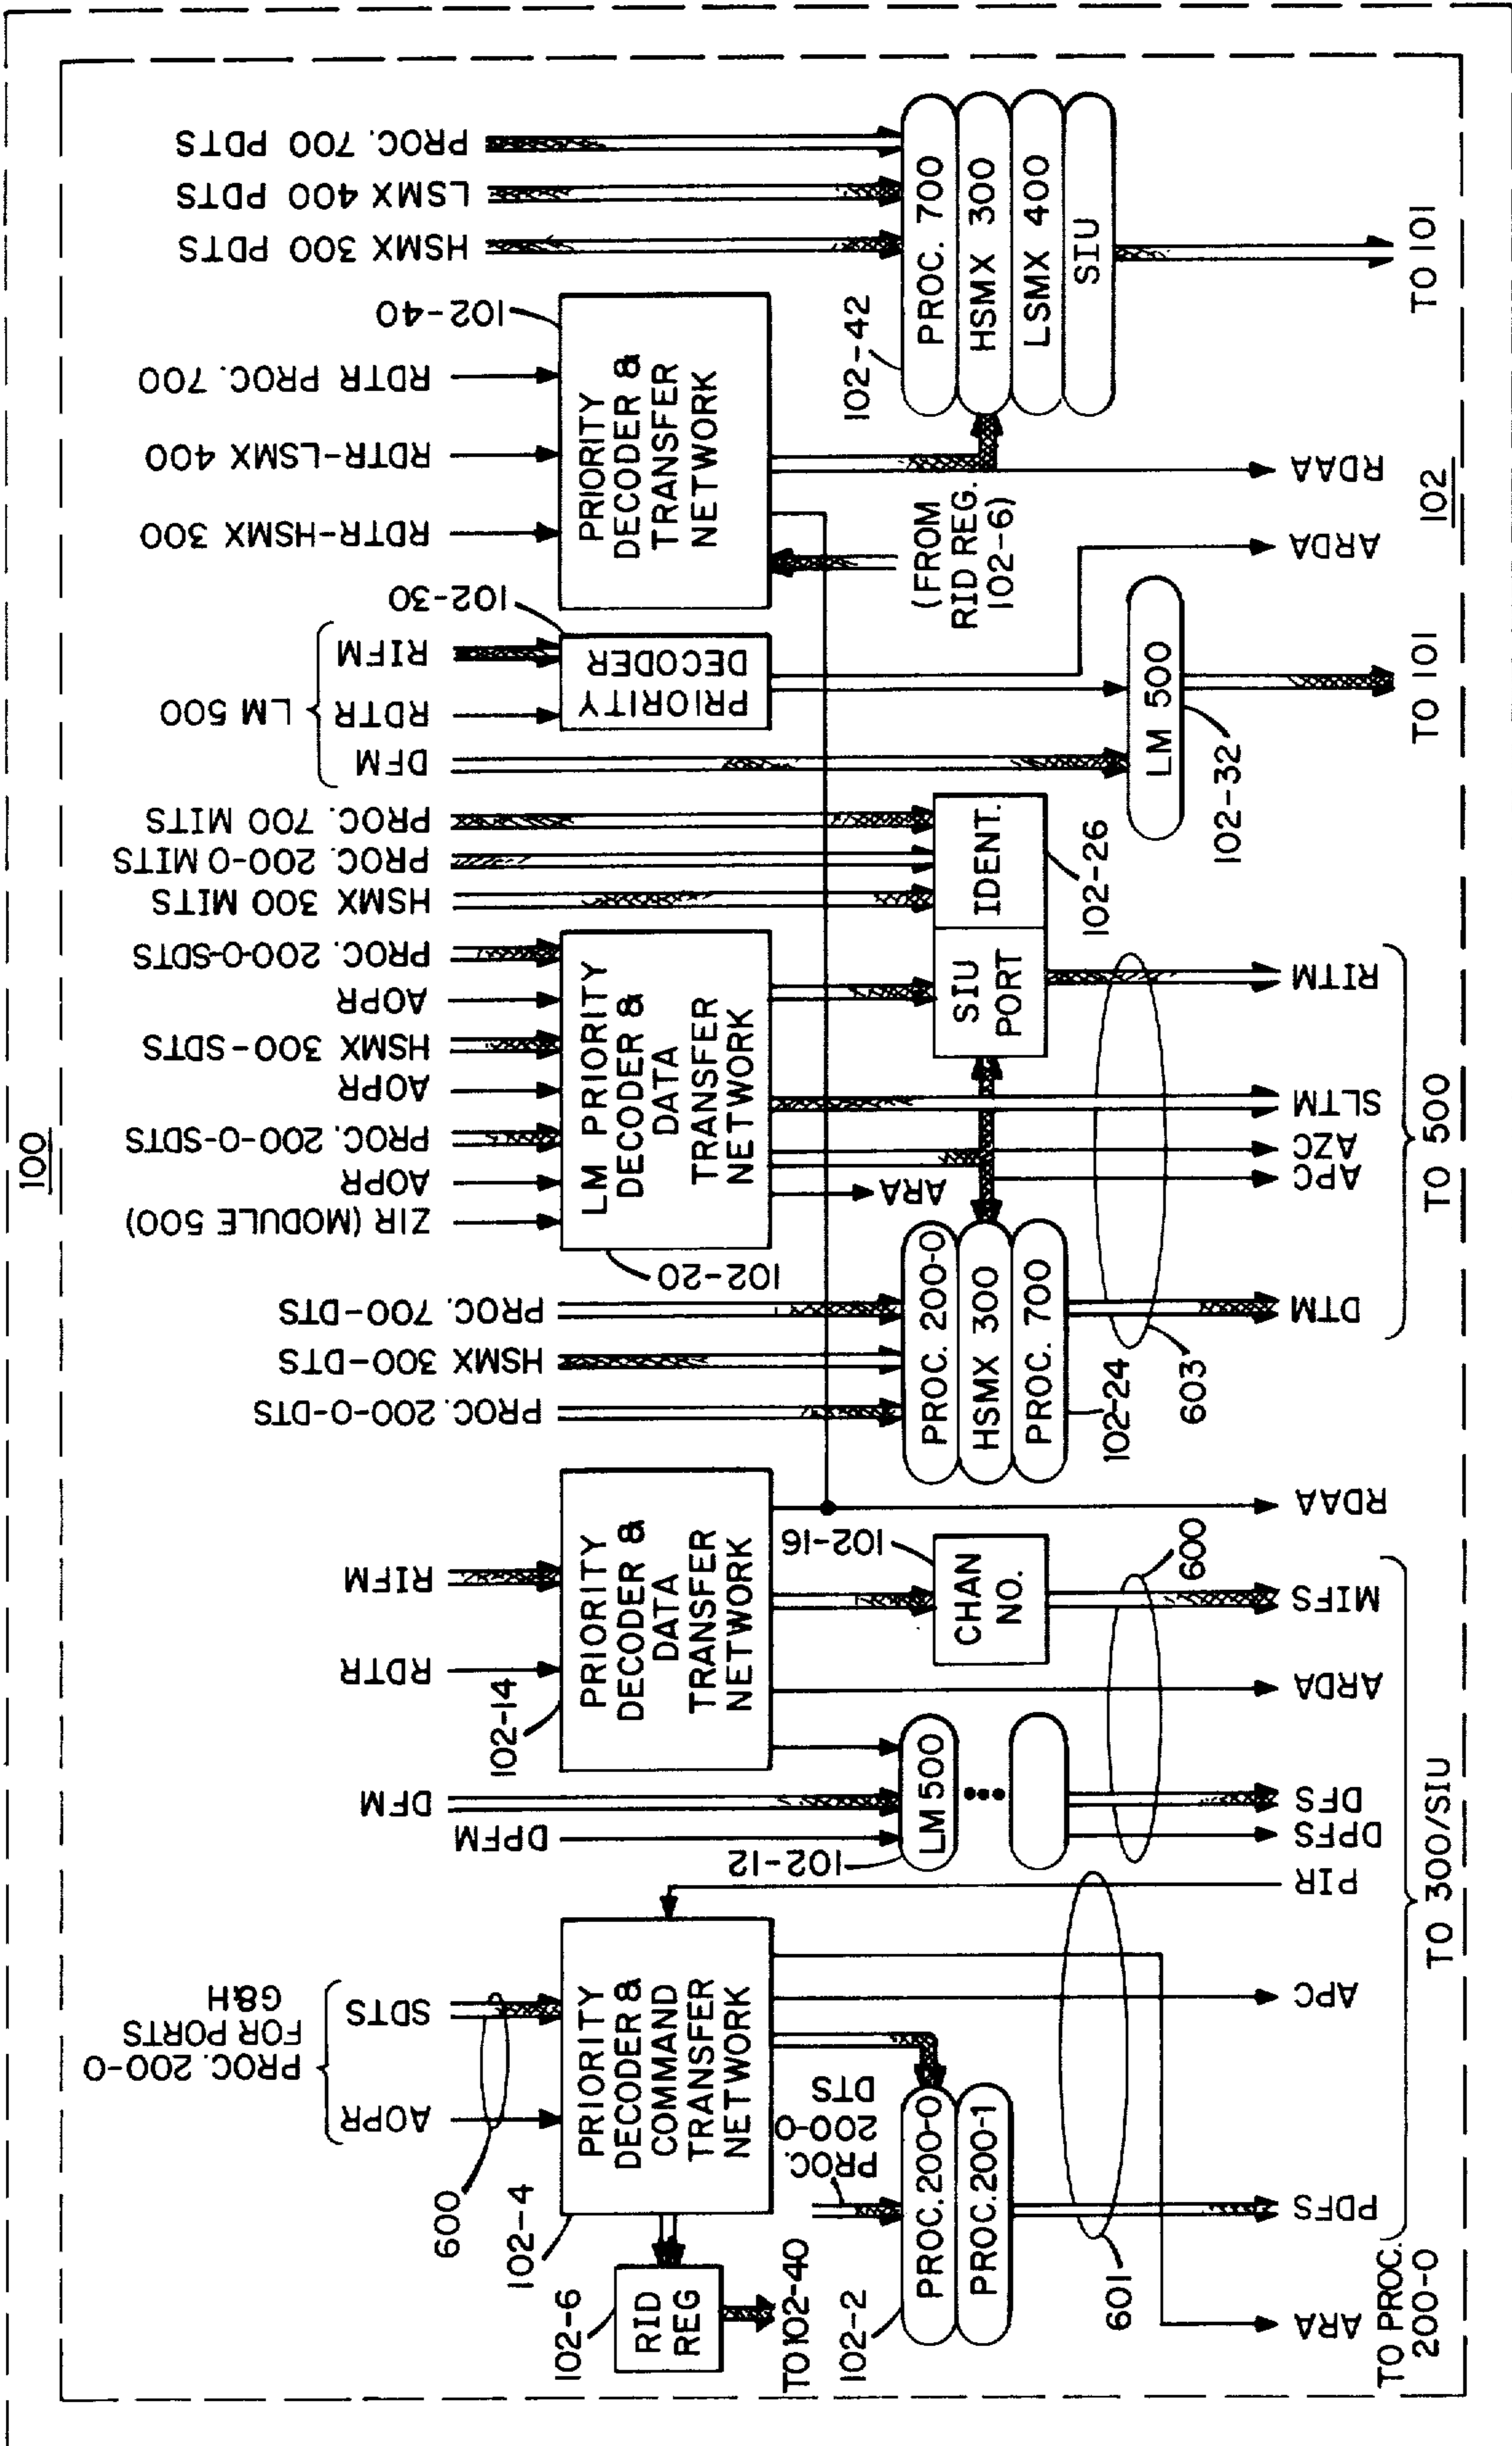 100
PROC. 200-0
FOR PORTS
G&H
AOPR
SDTS
600
102-4
PRIORITY
DECODER &
COMMAND
TRANSFER
NETWORK
102-6
RID
REG
TO 102-40
102-2
PROC.
200-0
DTS
PROC. 200-0
PROC. 200-1
601
ARA
TO PROC.
200-0
PDFS
APC
PIR
DPFM
DFM
102-12
LM 500
DPFS
DFS
RDTR
RIFM
102-14
PRIORITY
DECODER &
DATA
TRANSFER
NETWORK
102-16
CHAN
NO.
600
ARDA
MIFS
RDAA
TO 300/SIU
PROC. 200-0-DTS
HSMX 300-DTS
PROC. 700-DTS
PROC. 200-0
HSMX 300
PROC. 700
102-24
603
DTM
ZIR (MODULE 500)
AOPR
PROC. 200-0-SDTS
AOPR
HSMX 300-SDTS
AOPR
PROC. 200-0-SDTS
102-20
LM PRIORITY
DECODER &
DATA
TRANSFER
NETWORK
ARA
APC
AZC
SLTM
RITM
TO 500
HSMX 300 MITS
PROC. 200-0 MITS
PROC. 700 MITS
SIU
PORT
IDENT.
102-26
LM 500
DFM
RDTR
RIFM
102-30
PRIORITY
DECODER
LM 500
102-32
TO 101
ARDA
RDTR-HSMX 300
RDTR-LSMX 400
RDTR PROC. 700
102-40
PRIORITY
DECODER &
TRANSFER
NETWORK
(FROM
RID REG.
102-6)
RDAA
102
HSMX 300 PDTS
LSMX 400 PDTS
PROC. 700 PDTS
102-42
PROC. 700
HSMX 300
LSMX 400
SIU
TO 101